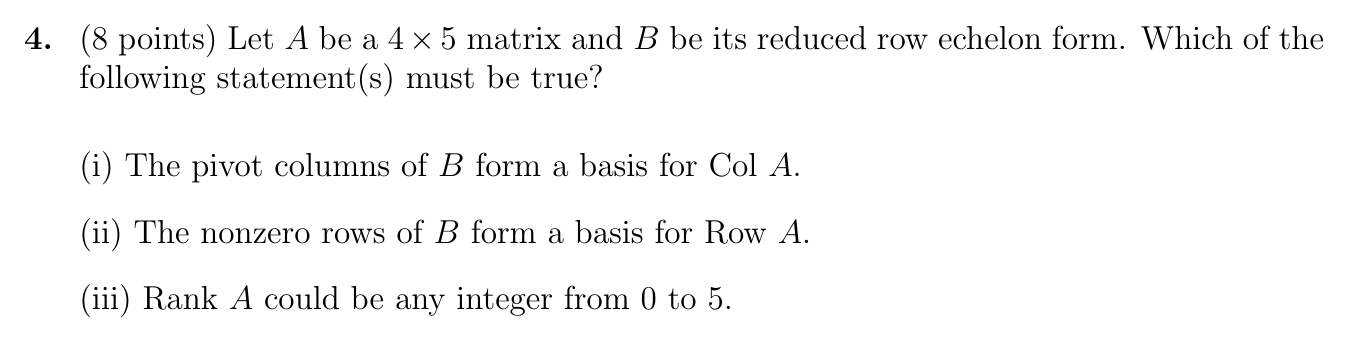 4. (8 points) Let A be a 4 × 5 matrix and B be its reduced row echelon form. Which of the
following statement(s) must be true?
(i) The pivot columns of B form a basis for Col A.
(ii) The nonzero rows of B form a basis for Row A.
(iii) Rank A could be any integer from 0 to 5.